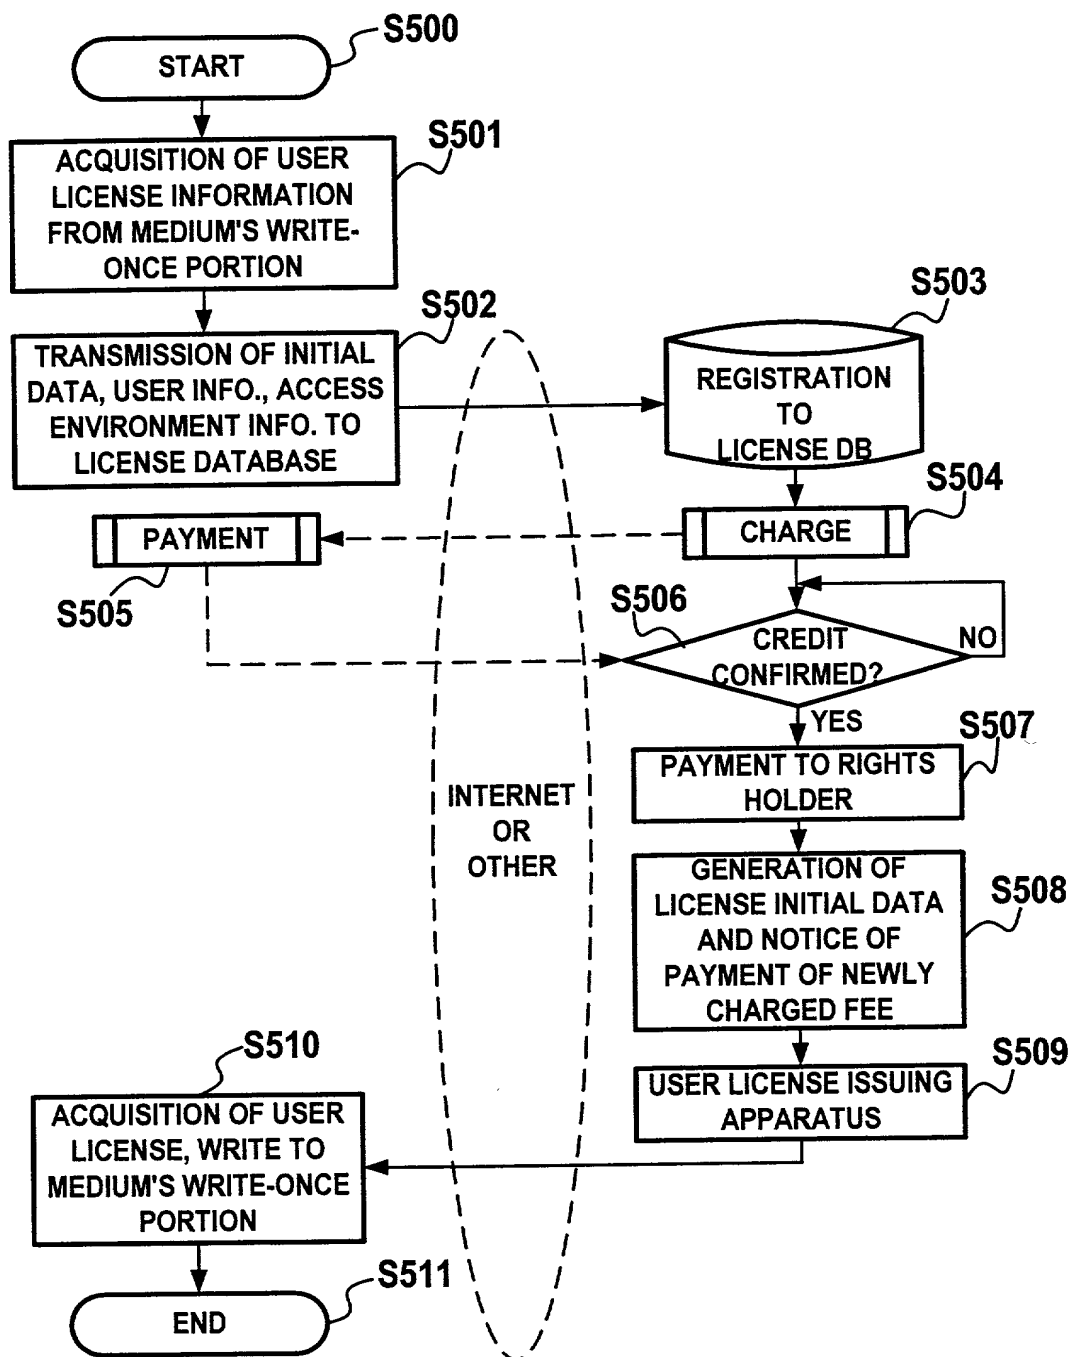 S500
START
S501
ACQUISITION OF USER
LICENSE INFORMATION
FROM MEDIUM'S WRITE-
ONCE PORTION
S502
TRANSMISSION OF INITIAL
DATA, USER INFO., ACCESS
ENVIRONMENT INFO. TO
LICENSE DATABASE
S503
REGISTRATION
TO
LICENSE DB
S504
CHARGE
PAYMENT
S505
S506
CREDIT
CONFIRMED?
NO
YES
S507
PAYMENT TO RIGHTS
HOLDER
INTERNET
OR
OTHER
GENERATION OF
LICENSE INITIAL DATA
AND NOTICE OF
PAYMENT OF NEWLY
CHARGED FEE
S508
S509
USER LICENSE ISSUING
APPARATUS
S510
ACQUISITION OF USER
LICENSE, WRITE TO
MEDIUM'S WRITE-ONCE
PORTION
S511
END